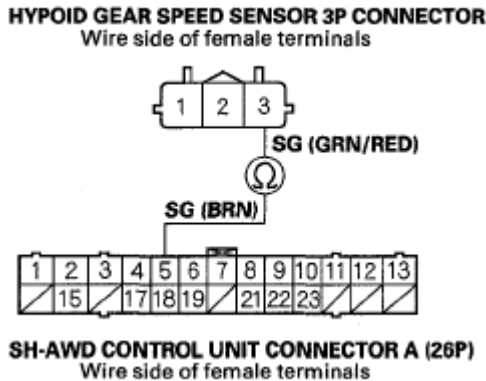 HYPOID GEAR SPEED SENSOR 3P CONNECTOR
Wire side of female terminals
1 2 3
SG (GRN/RED)
Ω
SG (BRN)
1 2 3 4 5 6 7 8 9 10 11 12 13
15 17 18 19 21 22 23
SH-AWD CONTROL UNIT CONNECTOR A (26P)
Wire side of female terminals